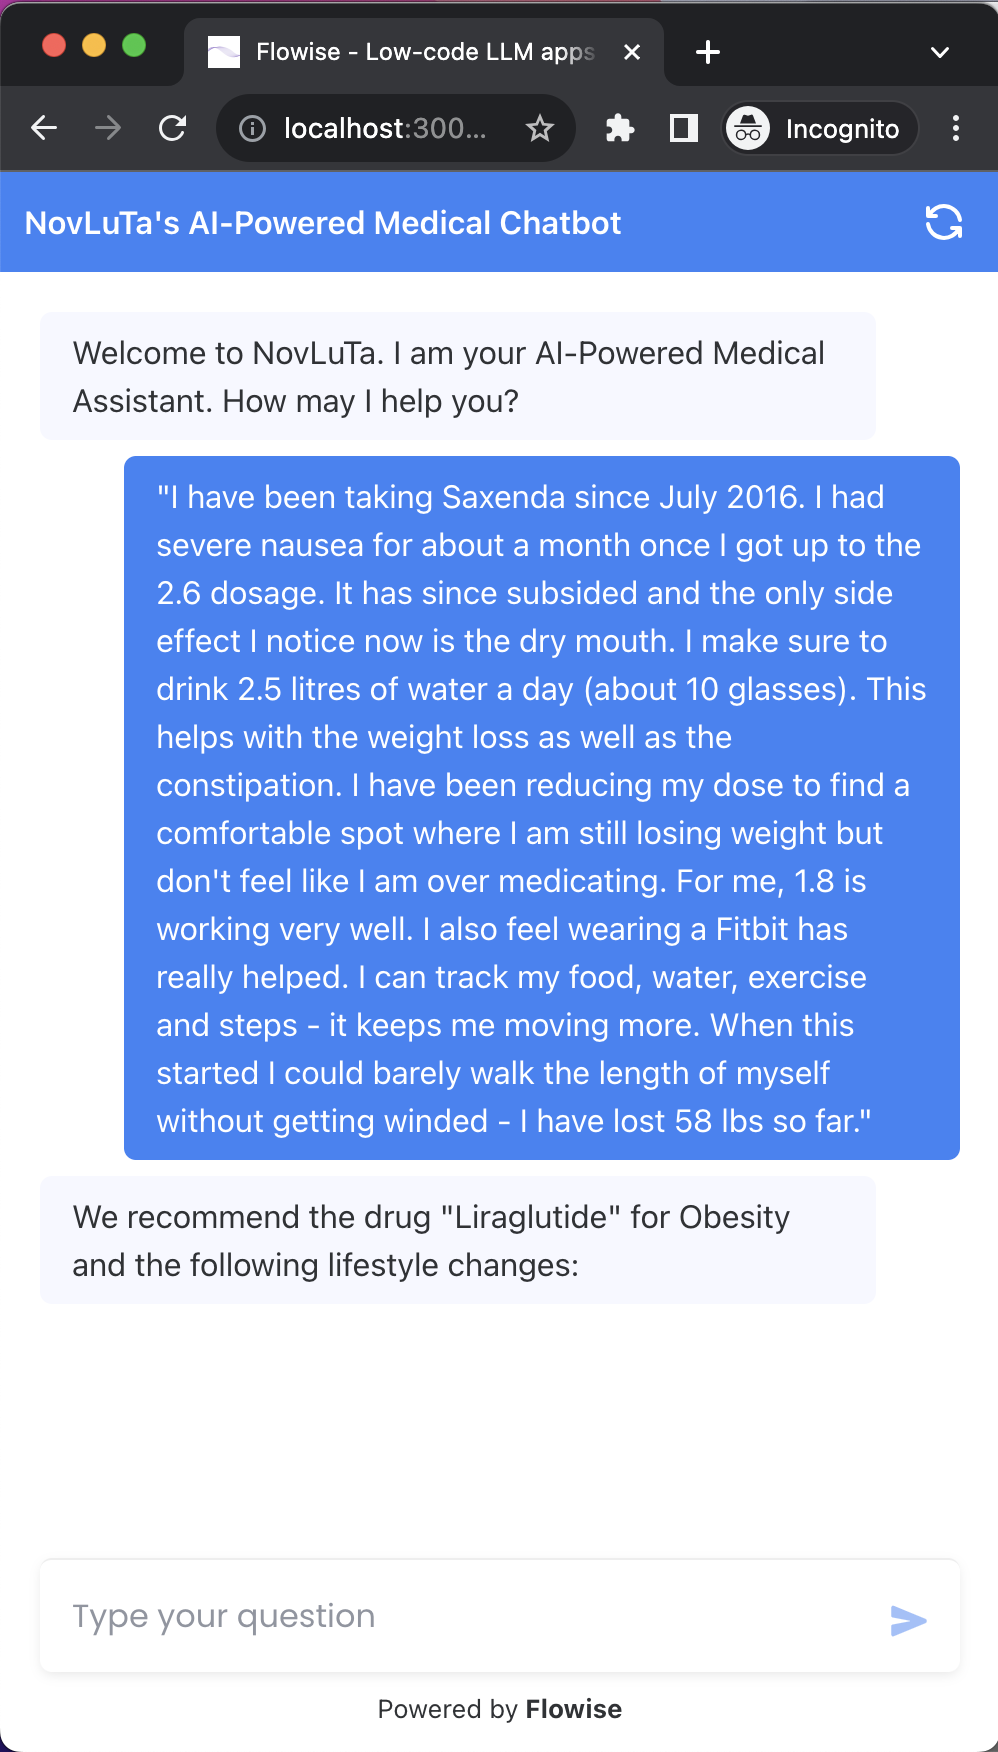 Flowise - Low-code LLM apps
localhost:300...
Incognito
NovLuTa's AI-Powered Medical Chatbot
Welcome to NovLuTa. I am your AI-Powered Medical
Assistant. How may I help you?
"I have been taking Saxenda since July 2016. I had
severe nausea for about a month once I got up to the
2.6 dosage. It has since subsided and the only side
effect I notice now is the dry mouth. I make sure to
drink 2.5 litres of water a day (about 10 glasses). This
helps with the weight loss as well as the
constipation. I have been reducing my dose to find a
comfortable spot where I am still losing weight but
don't feel like I am over medicating. For me, 1.8 is
working very well. I also feel wearing a Fitbit has
really helped. I can track my food, water, exercise
and steps - it keeps me moving more. When this
started I could barely walk the length of myself
without getting winded - I have lost 58 lbs so far."
We recommend the drug "Liraglutide" for Obesity
and the following lifestyle changes:
Type your question
Powered by Flowise